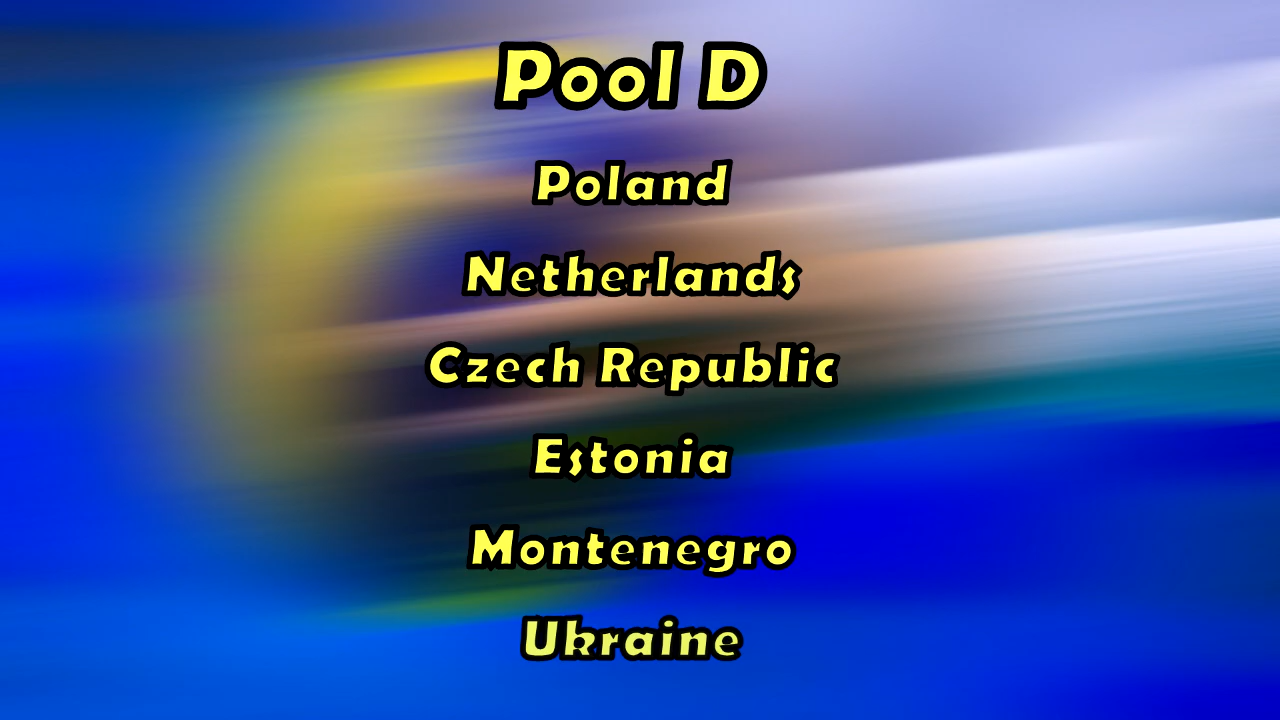 Pool D
Poland
Netherlands
Czech Republic
Estonia
Montenegro
Ukraine